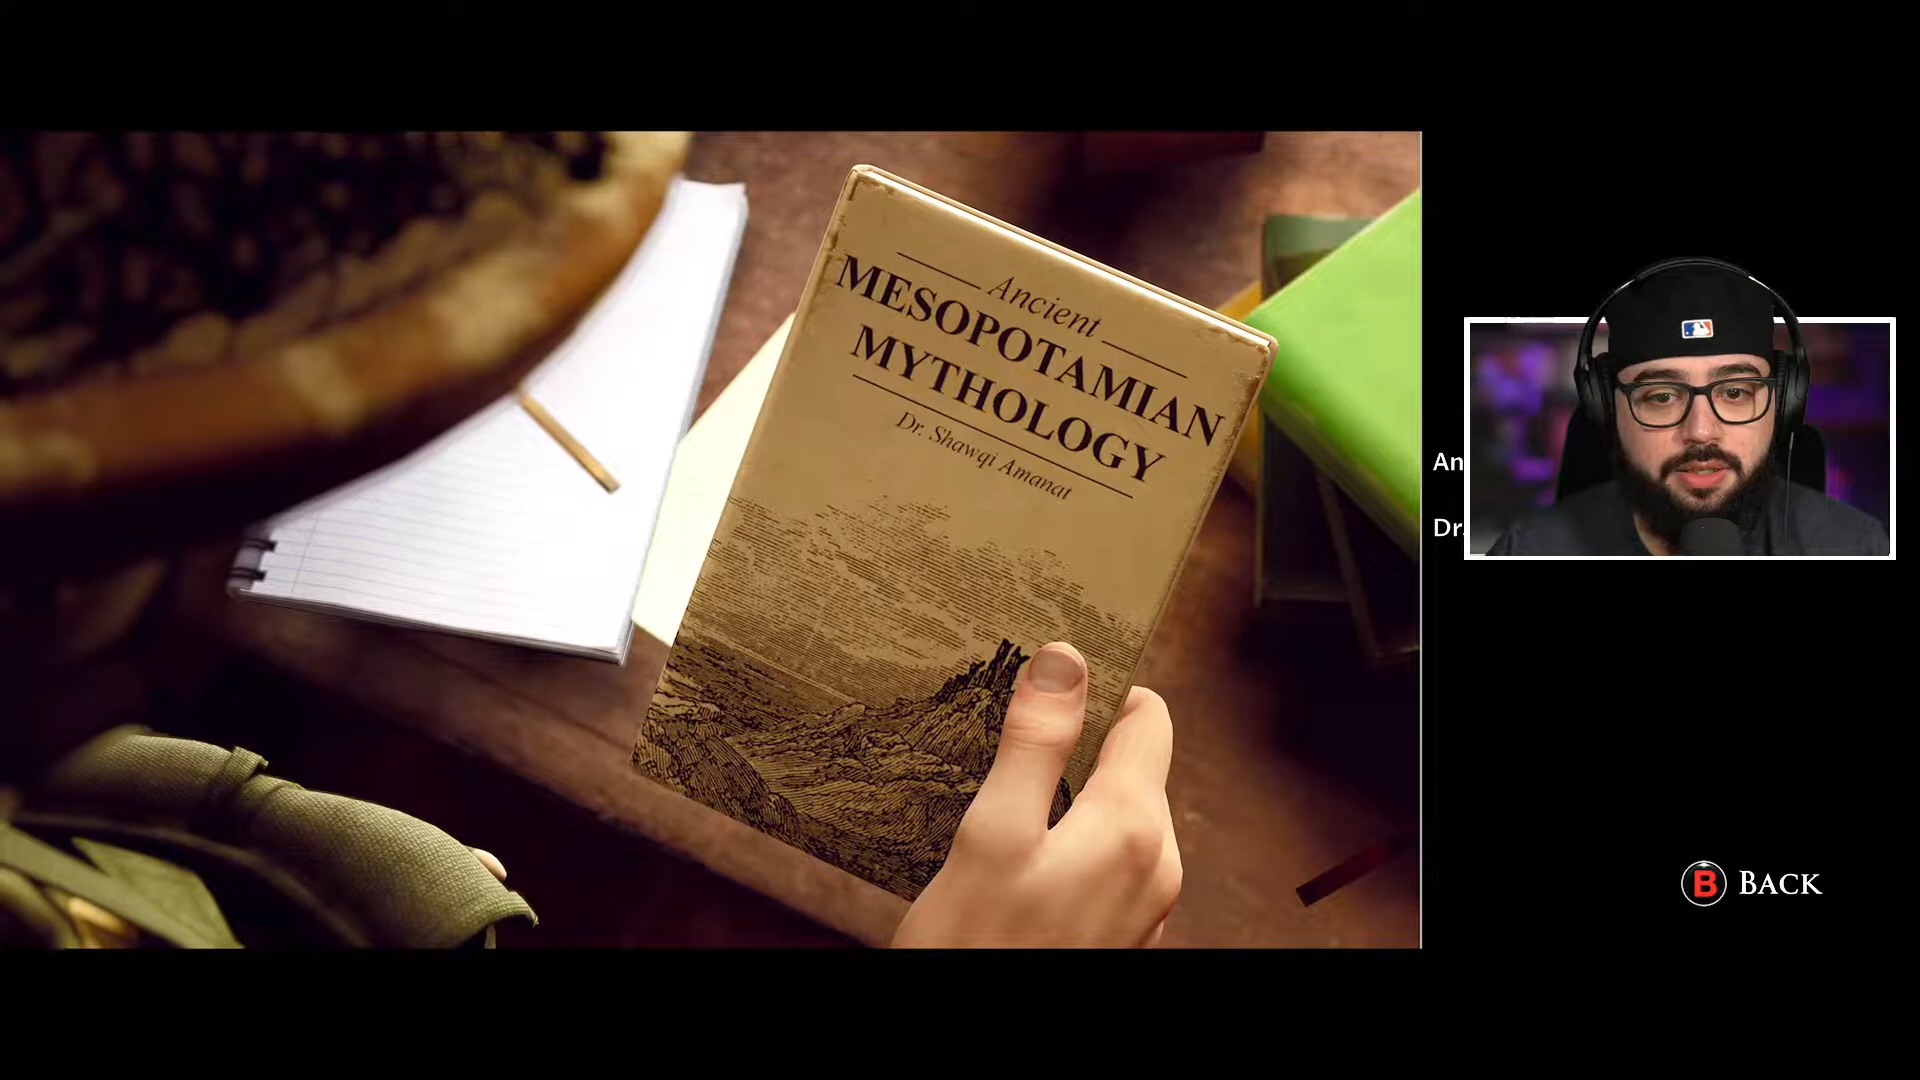 Ancient
MESOPOTAMIAN
MYTHOLOGY
Dr. Shawqi Amanat
An
Dr.
B BACK